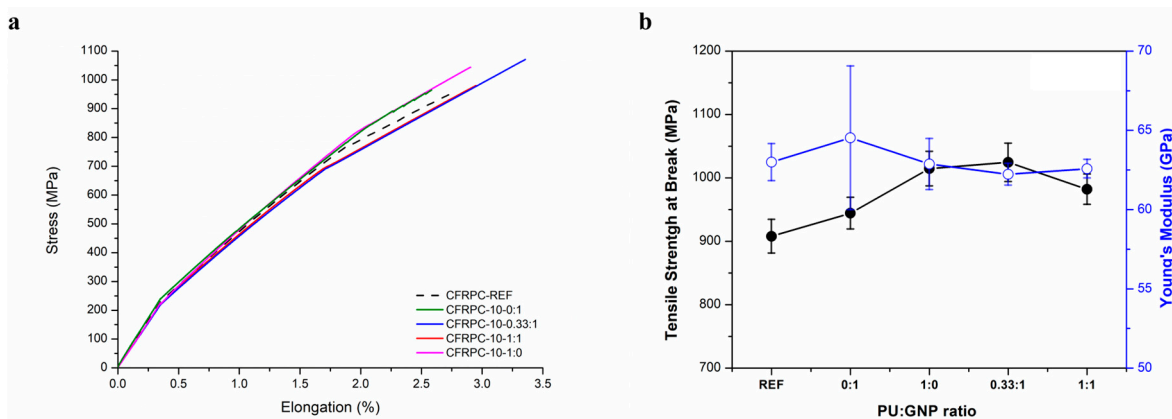 a
1100
1000
900
800
700
600
500
400
300
200
100
0
Stress (MPa)
0.0 0.5 1.0 1.5 2.0 2.5 3.0 3.5
Elongation (%)
CFRPC-REF
CFRPC-10-0:1
CFRPC-10-0.33:1
CFRPC-10-1:1
CFRPC-10-1:0
b
1200
1100
1000
900
800
700
Tensile Strentgh at Break (MPa)
70
65
60
55
50
Young's Modulus (GPa)
REF 0:1 1:0 0.33:1 1:1
PU:GNP ratio